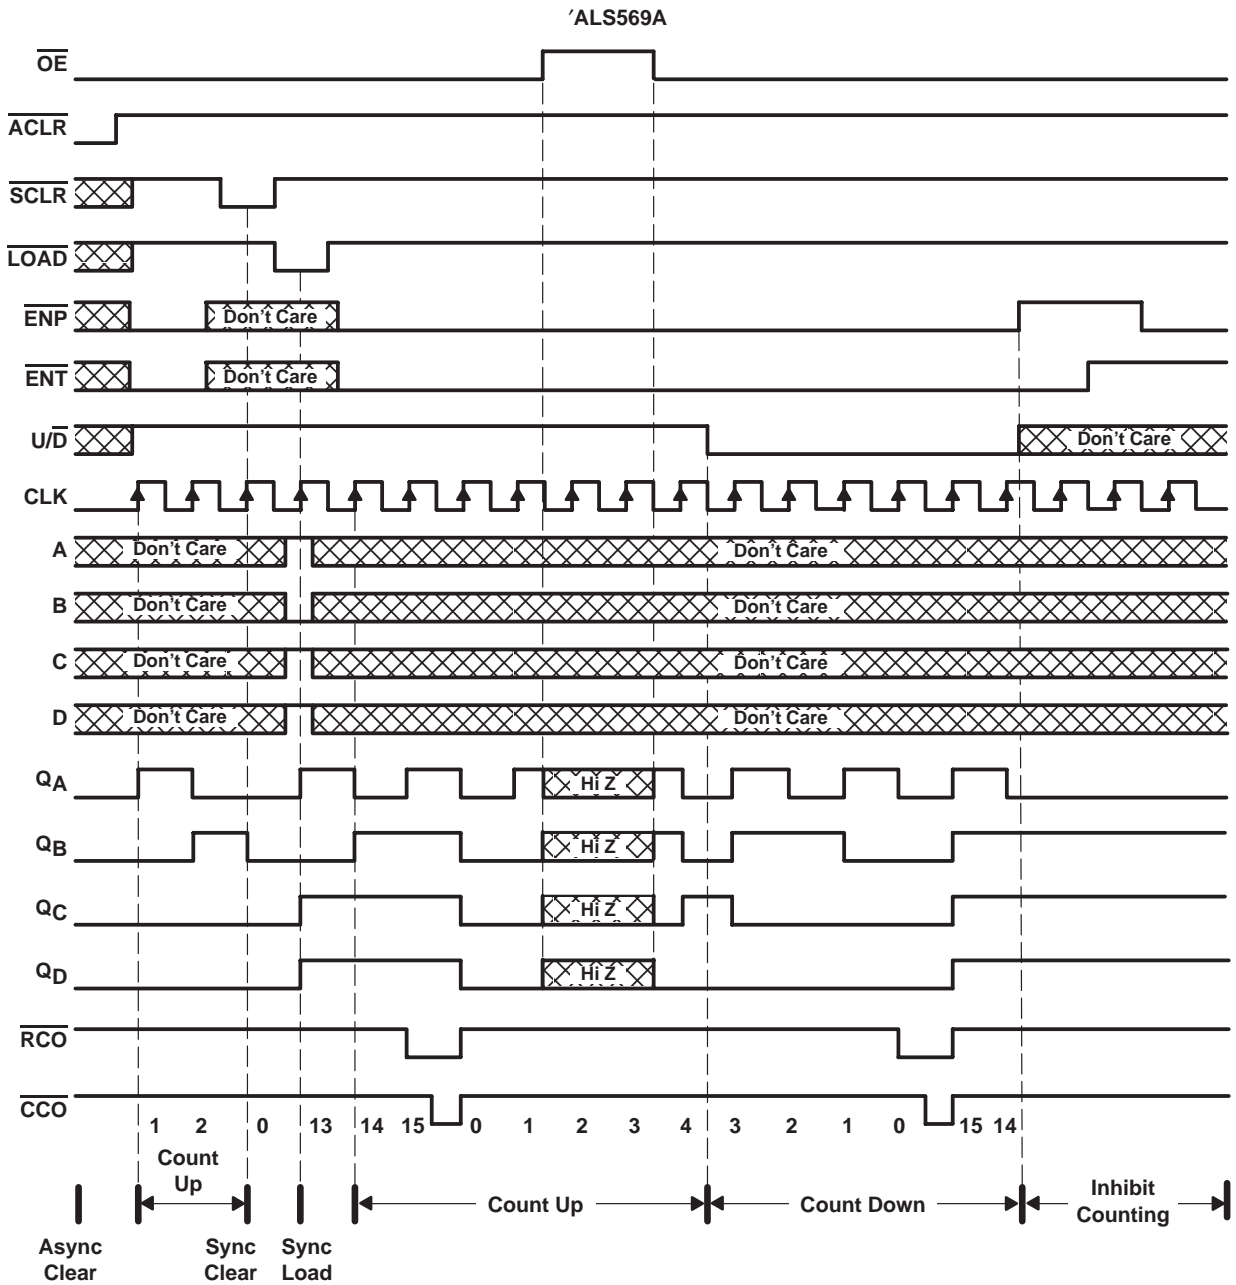 ′ALS569A
OE
ACLR
SCLR
LOAD
ENP Don't Care
ENT Don't Care
U/D Don't Care
CLK
A Don't Care Don't Care
B Don't Care Don't Care
C Don't Care Don't Care
D Don't Care Don't Care
QA Hi Z
QB Hi Z
QC Hi Z
QD Hi Z
RCO
CCO
1 2 0 13 14 15 0 1 2 3 4 3 2 1 0 15 14
Count
Up
Count Up
Count Down
Inhibit
Counting
Async
Clear
Sync
Clear
Sync
Load